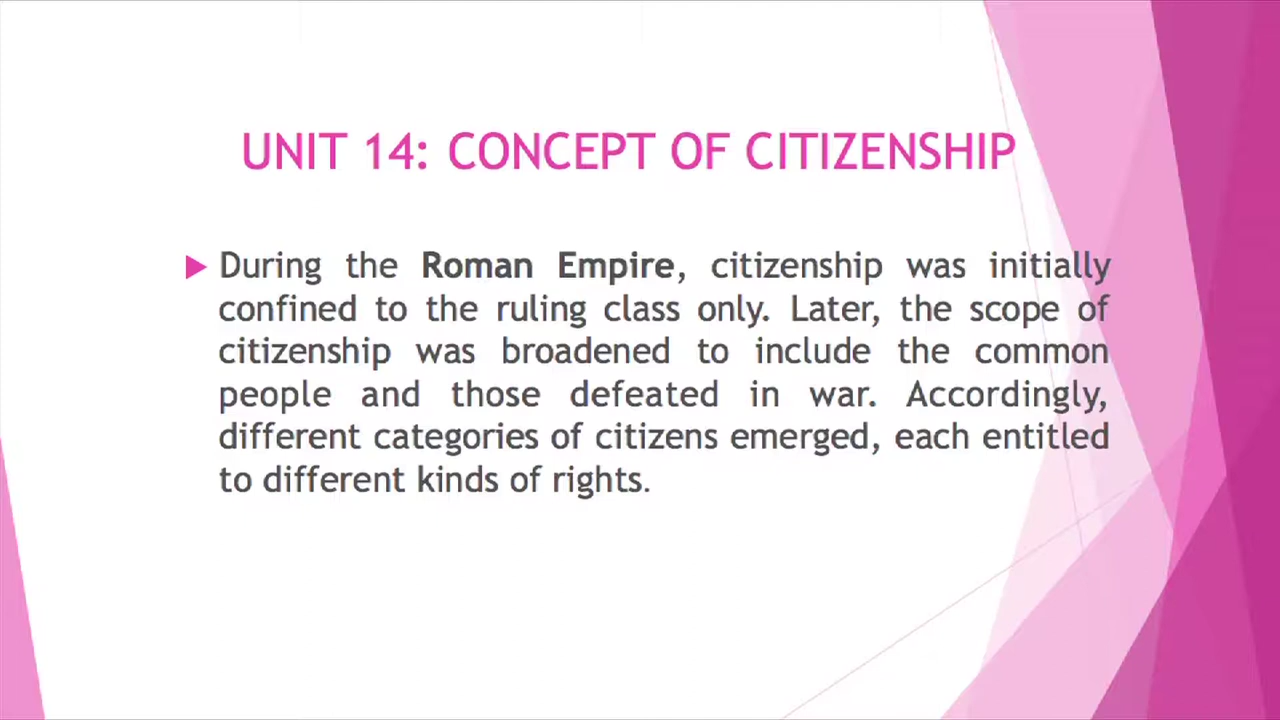 UNIT 14: CONCEPT OF CITIZENSHIP
During the Roman Empire, citizenship was initially
confined to the ruling class only. Later, the scope of
citizenship was broadened to include the common
people and those defeated in war. Accordingly,
different categories of citizens emerged, each entitled
to different kinds of rights.